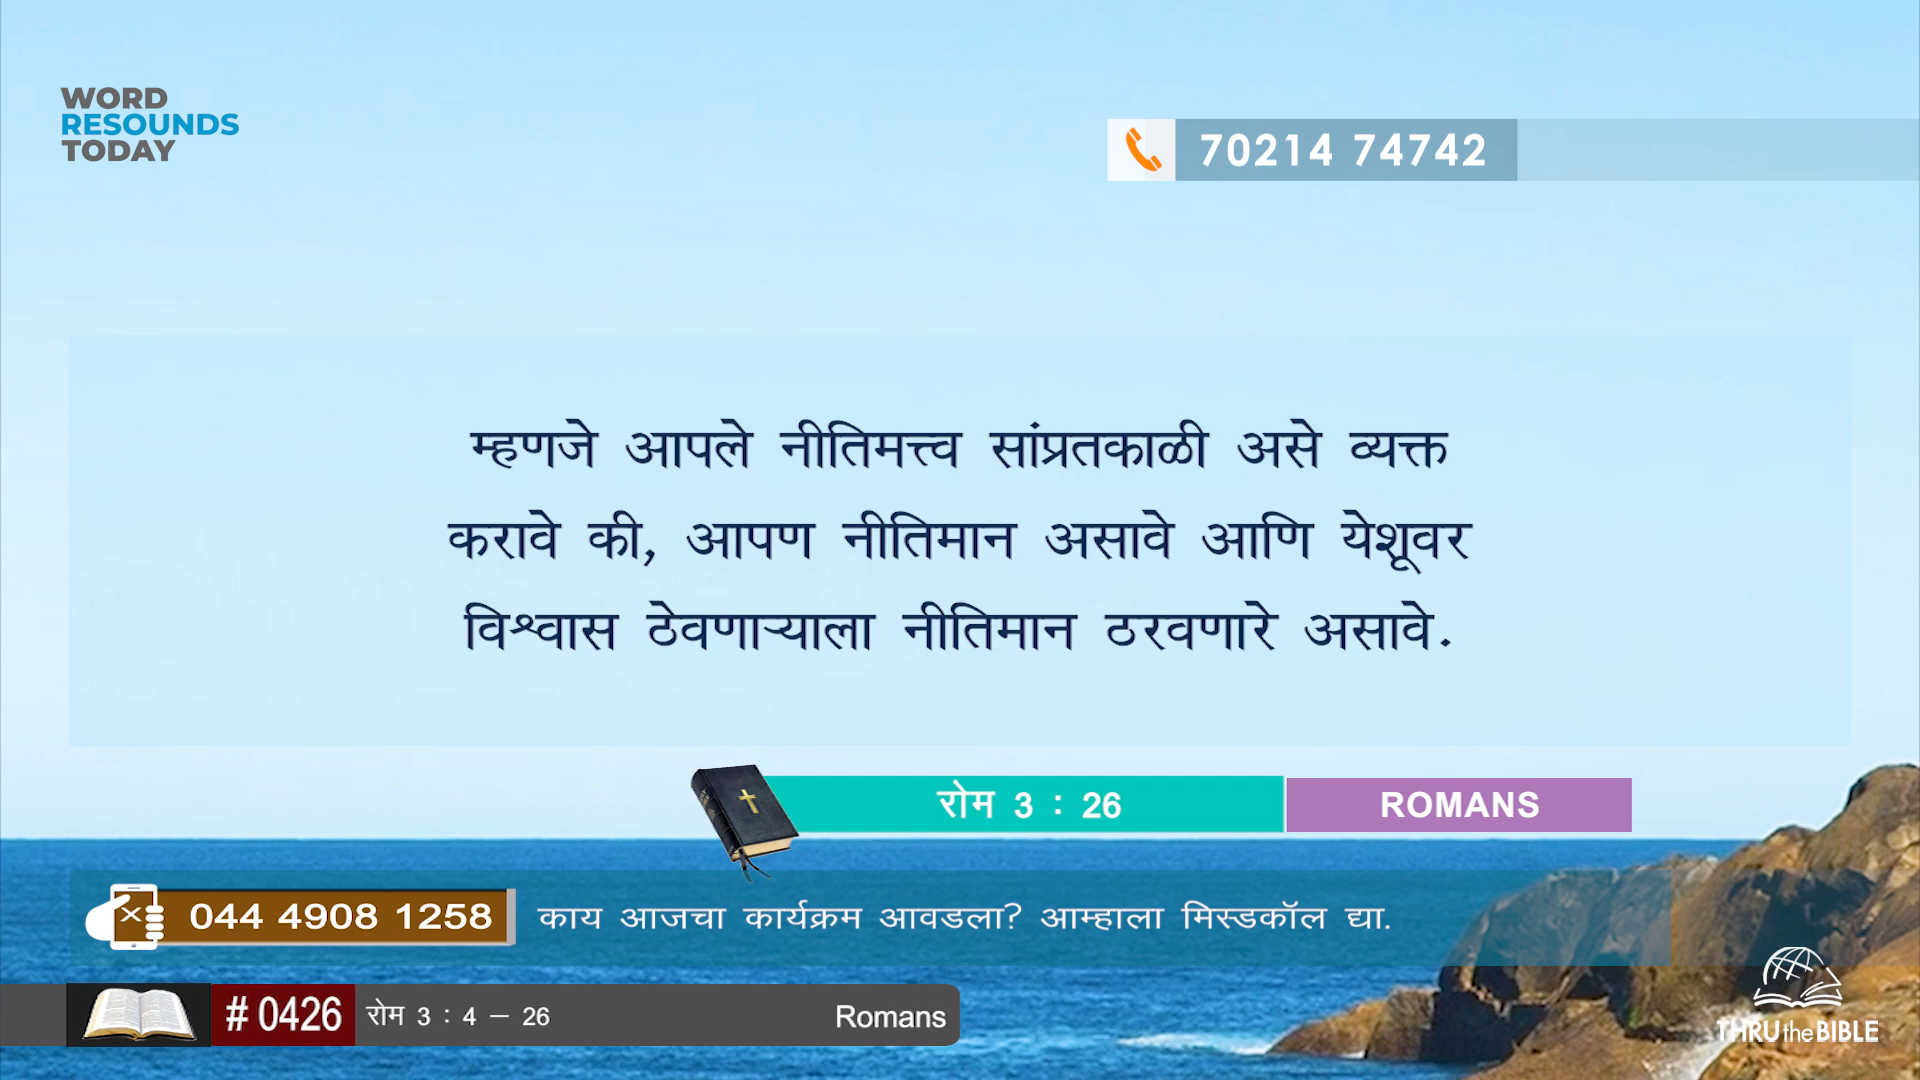 WORD
RESOUNDS
TODAY
70214 74742
म्हणजे आपले नीतिमत्त्व सांप्रतकाळी असे व्यक्त
करावे की, आपण नीतिमान असावे आणि येशूवर
विश्वास ठेवणाऱ्याला नीतिमान ठरवणारे असावे.
रोम 3 : 26
ROMANS
044 4908 1258
काय आजचा कार्यक्रम आवडला? आम्हाला मिस्डकॉल द्या.
# 0426
रोम 3 : 4 – 26
Romans
THRU the BIBLE